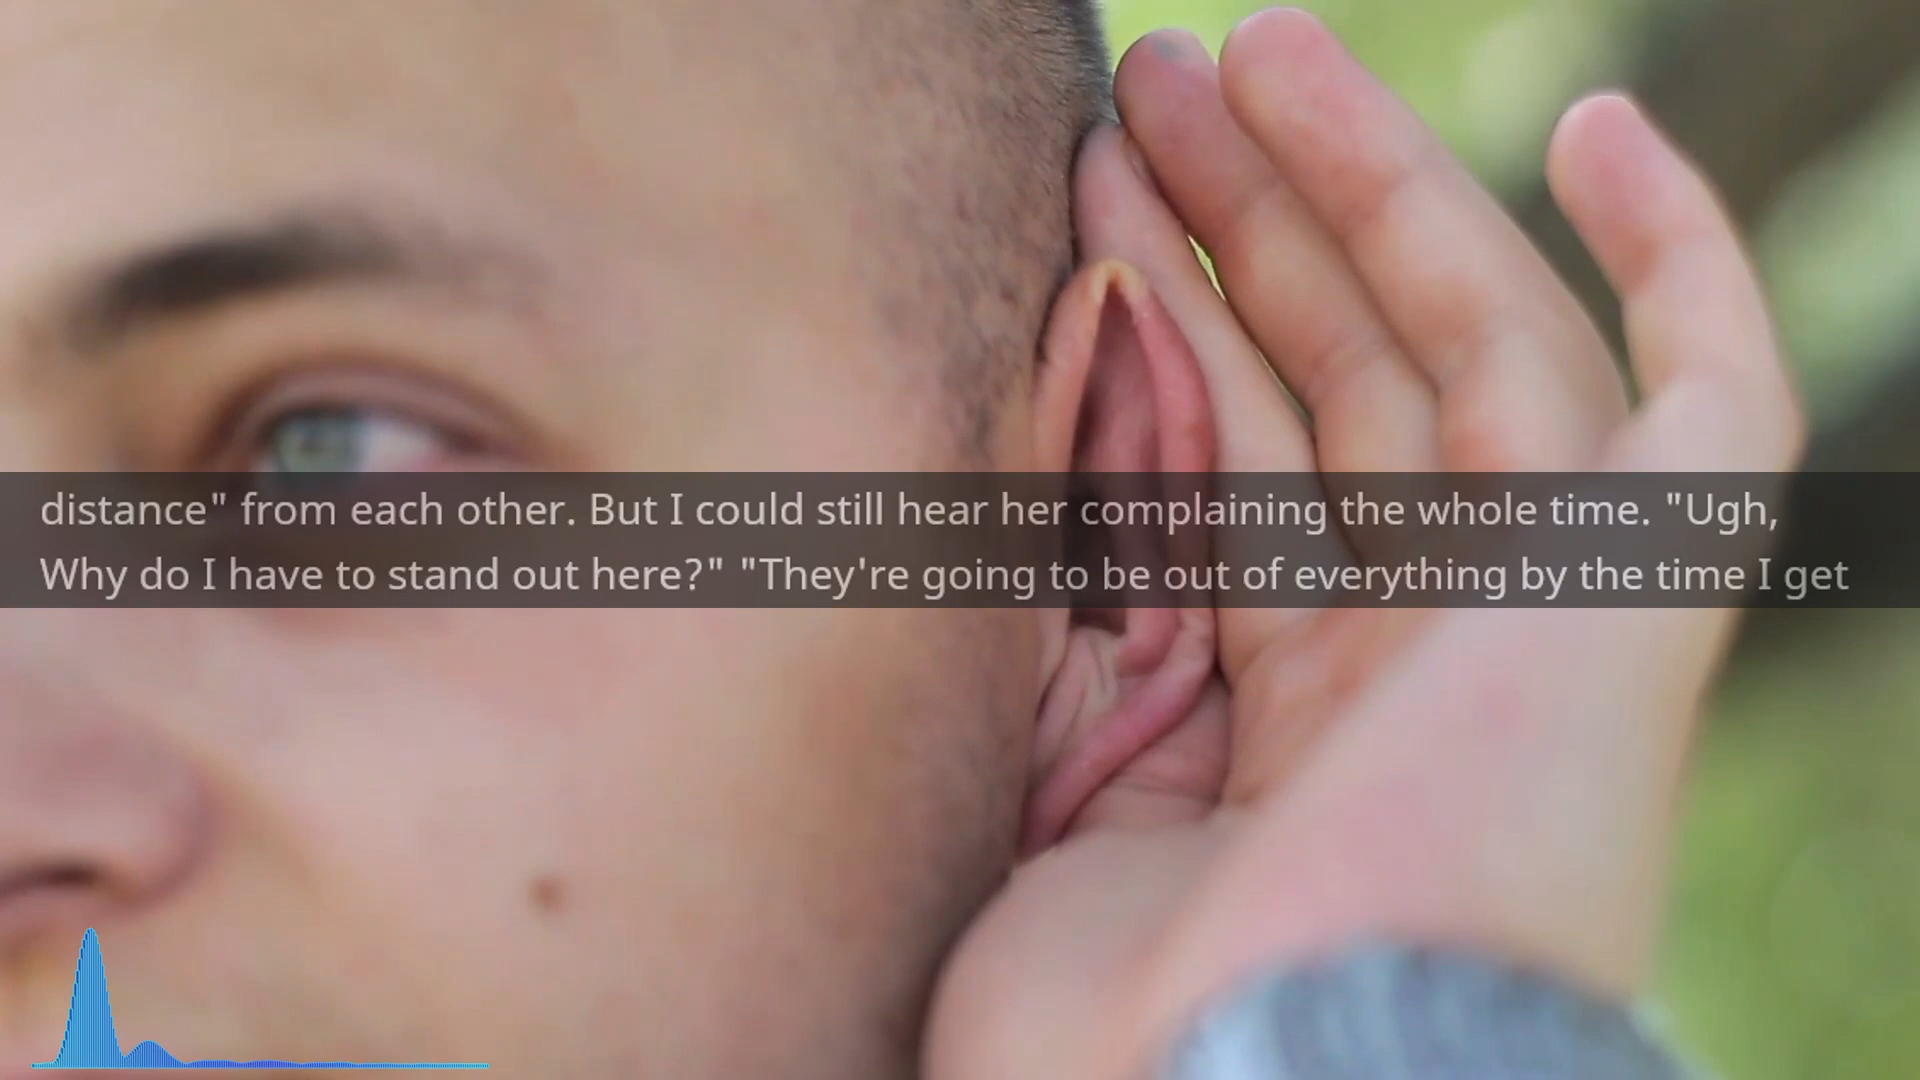 distance" from each other. But I could still hear her complaining the whole time. "Ugh,
Why do I have to stand out here?" "They're going to be out of everything by the time I get